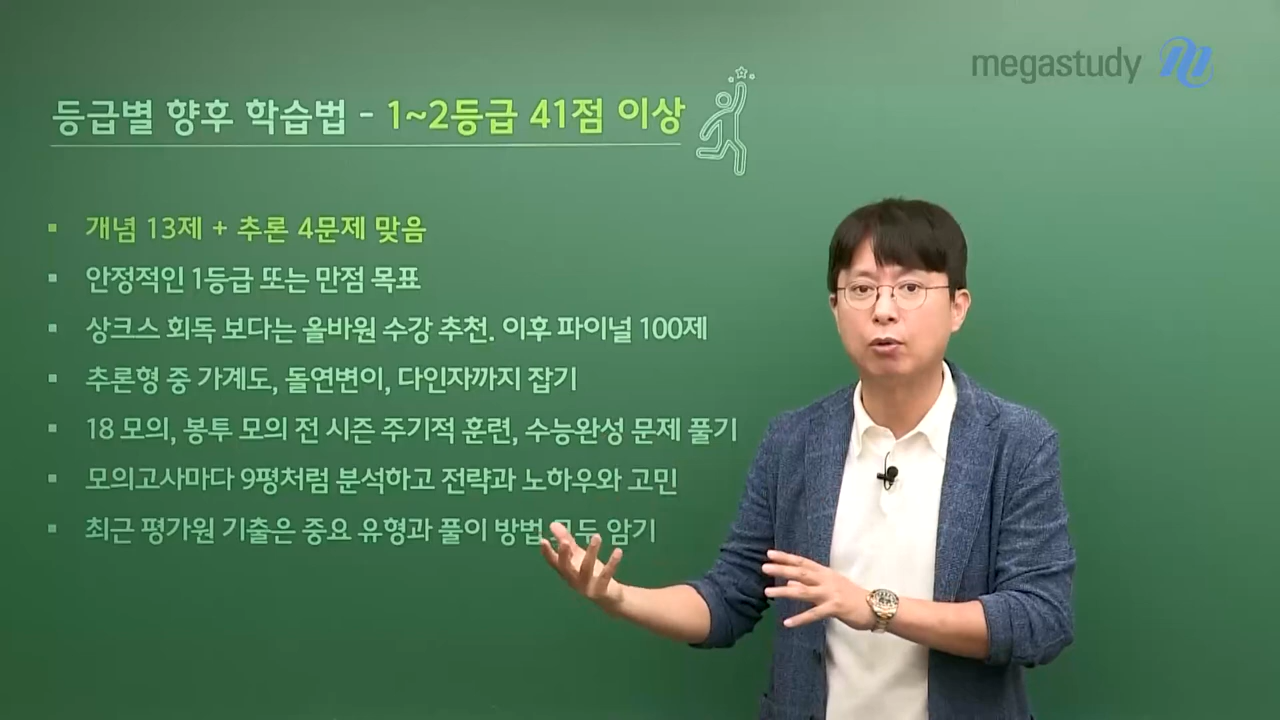 megastudy
등급별 향후 학습법 - 1~2등급 41점 이상
▪ 개념 13제 + 추론 4문제 맞음
▪ 안정적인 1등급 또는 만점 목표
▪ 상크스 회독 보다는 올바원 수강 추천. 이후 파이널 100제
▪ 추론형 중 가계도, 돌연변이, 다인자까지 잡기
▪ 18 모의, 봉투 모의 전 시즌 주기적 훈련, 수능완성 문제 풀기
▪ 모의고사마다 9평처럼 분석하고 전략과 노하우와 고민
▪ 최근 평가원 기출은 중요 유형과 풀이 방법 모두 암기